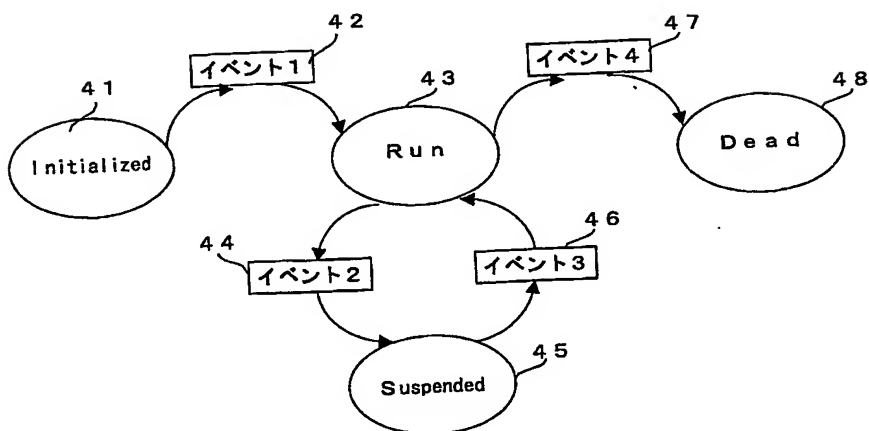 42
イベント1
47
イベント4
41
43
48
Initialized
Run
Dead
44
イベント2
46
イベント3
45
Suspended